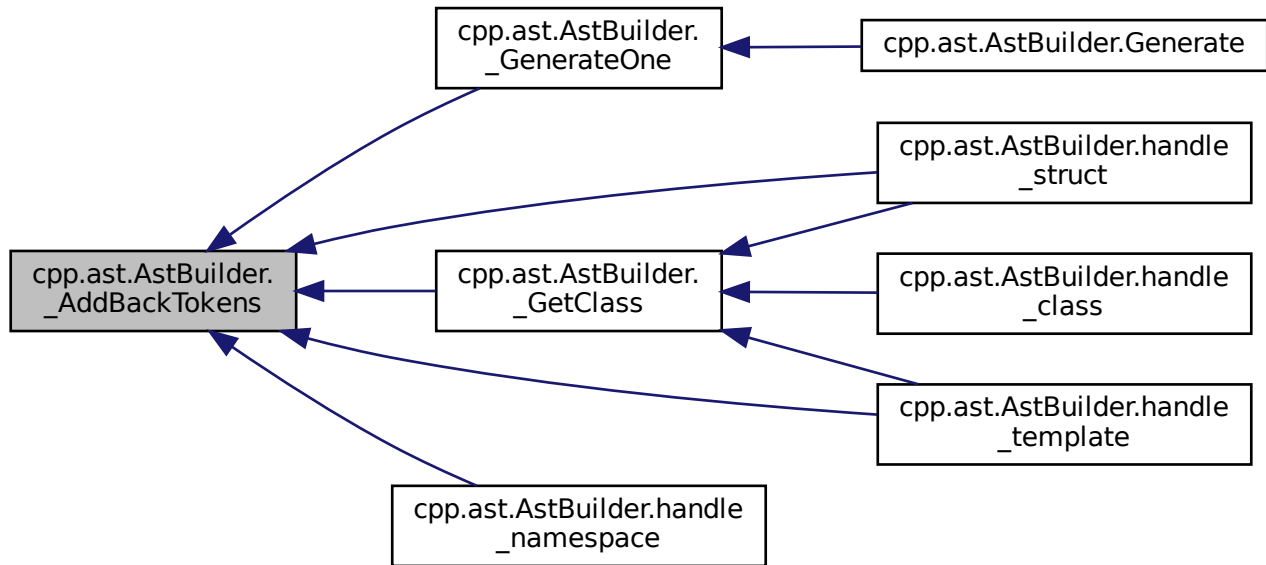 cpp.ast.AstBuilder.
_GenerateOne
cpp.ast.AstBuilder.Generate
cpp.ast.AstBuilder.handle
_struct
cpp.ast.AstBuilder.
_AddBackTokens
cpp.ast.AstBuilder.
_GetClass
cpp.ast.AstBuilder.handle
_class
cpp.ast.AstBuilder.handle
_template
cpp.ast.AstBuilder.handle
_namespace